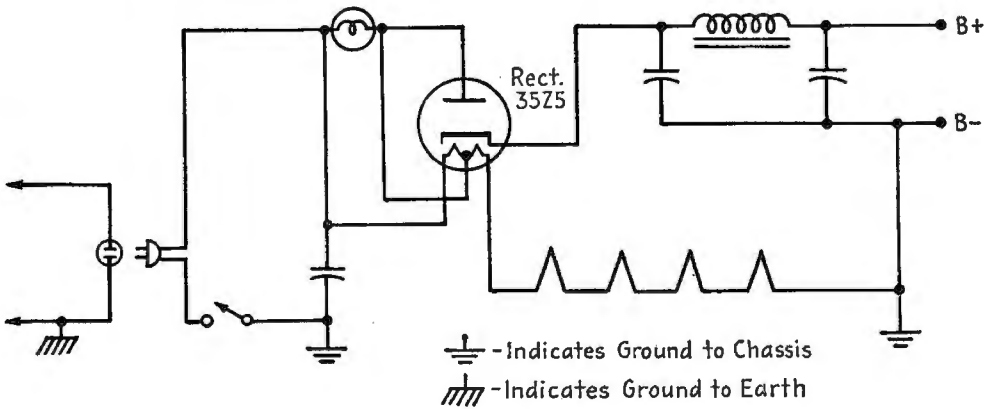 B+
Rect.
35Z5
B-
-Indicates Ground to Chassis
-Indicates Ground to Earth